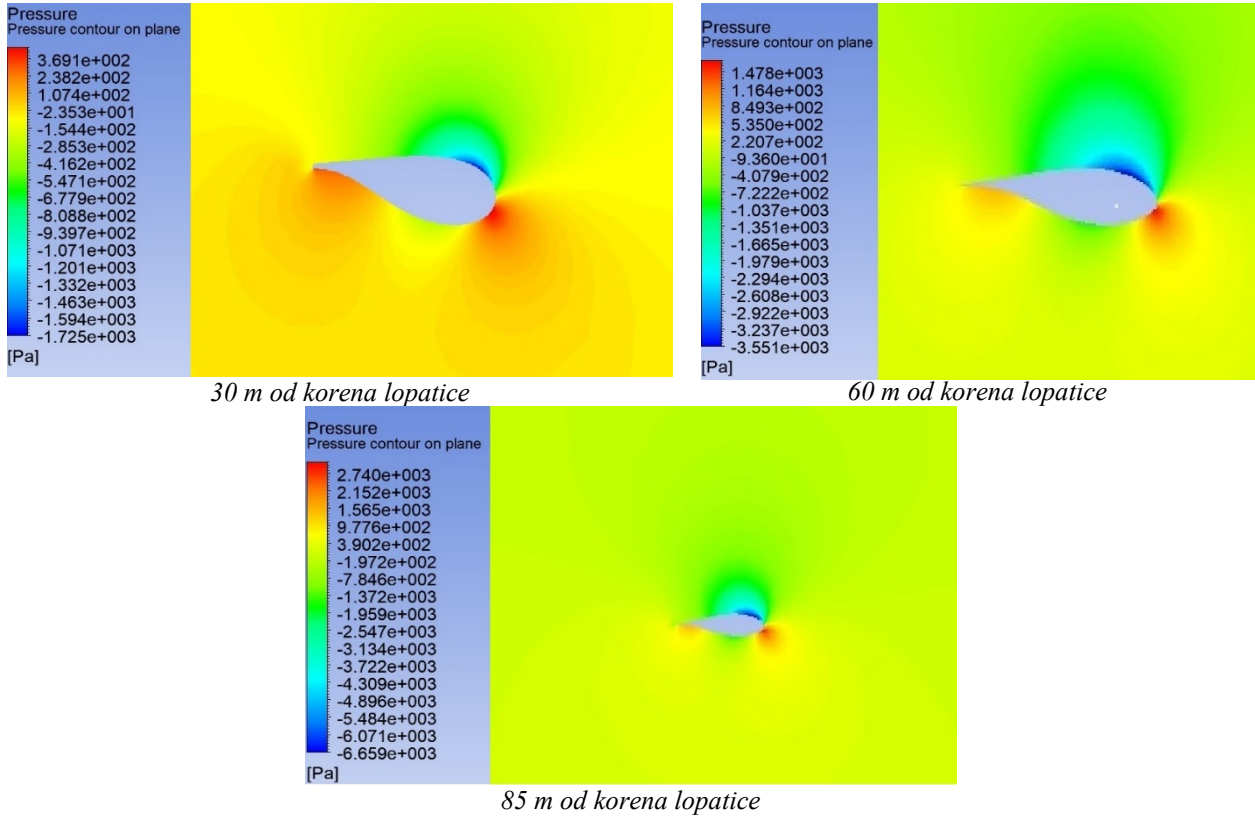 Pressure
Pressure contour on plane
3.691e+002
2.382e+002
1.074e+002
-2.353e+001
-1.544e+002
-2.853e+002
-4.162e+002
-5.471e+002
-6.779e+002
-8.088e+002
-9.397e+002
-1.071e+003
-1.201e+003
-1.332e+003
-1.463e+003
-1.594e+003
-1.725e+003
[Pa]
30 m od korena lopatice
Pressure
Pressure contour on plane
1.478e+003
1.164e+003
8.493e+002
5.350e+002
2.207e+002
-9.360e+001
-4.079e+002
-7.222e+002
-1.037e+003
-1.351e+003
-1.665e+003
-1.979e+003
-2.294e+003
-2.608e+003
-2.922e+003
-3.237e+003
-3.551e+003
[Pa]
60 m od korena lopatice
Pressure
Pressure contour on plane
2.740e+003
2.152e+003
1.565e+003
9.776e+002
3.902e+002
-1.972e+002
-7.846e+002
-1.372e+003
-1.959e+003
-2.547e+003
-3.134e+003
-3.722e+003
-4.309e+003
-4.896e+003
-5.484e+003
-6.071e+003
-6.659e+003
[Pa]
85 m od korena lopatice